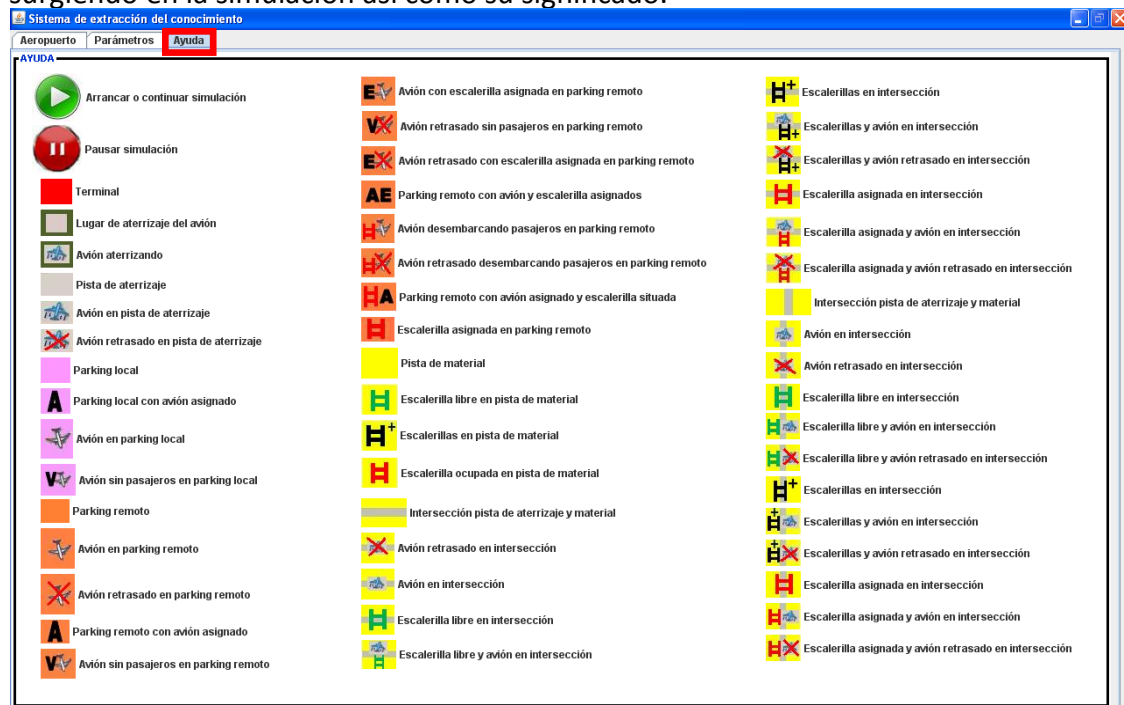 surgiendo en la simulación así como su significado.
Sistema de extracción del conocimiento
Aeropuerto Parámetros Ayuda
AYUDA
Arrancar o continuar simulación
Pausar simulación
Terminal
Lugar de aterrizaje del avión
Avión aterrizando
Pista de aterrizaje
Avión en pista de aterrizaje
Avión retrasado en pista de aterrizaje
Parking local
A Parking local con avión asignado
Avión en parking local
V Avión sin pasajeros en parking local
Parking remoto
Avión en parking remoto
Avión retrasado en parking remoto
A Parking remoto con avión asignado
V Avión sin pasajeros en parking remoto
E Avión con escalerilla asignada en parking remoto
V Avión retrasado sin pasajeros en parking remoto
E Avión retrasado con escalerilla asignada en parking remoto
AE Parking remoto con avión y escalerilla asignados
Avión desembarcando pasajeros en parking remoto
Avión retrasado desembarcando pasajeros en parking remoto
A Parking remoto con avión asignado y escalerilla situada
Escalerilla asignada en parking remoto
Pista de material
Escalerilla libre en pista de material
+ Escalerillas en pista de material
Escalerilla ocupada en pista de material
Intersección pista de aterrizaje y material
Avión retrasado en intersección
Avión en intersección
Escalerilla libre en intersección
Escalerilla libre y avión en intersección
+ Escalerillas en intersección
+ Escalerillas y avión en intersección
+ Escalerillas y avión retrasado en intersección
Escalerilla asignada en intersección
Escalerilla asignada y avión en intersección
Escalerilla asignada y avión retrasado en intersección
Intersección pista de aterrizaje y material
Avión en intersección
Avión retrasado en intersección
Escalerilla libre en intersección
Escalerilla libre y avión en intersección
Escalerilla libre y avión retrasado en intersección
+ Escalerillas en intersección
+ Escalerillas y avión en intersección
+ Escalerillas y avión retrasado en intersección
Escalerilla asignada en intersección
Escalerilla asignada y avión en intersección
Escalerilla asignada y avión retrasado en intersección